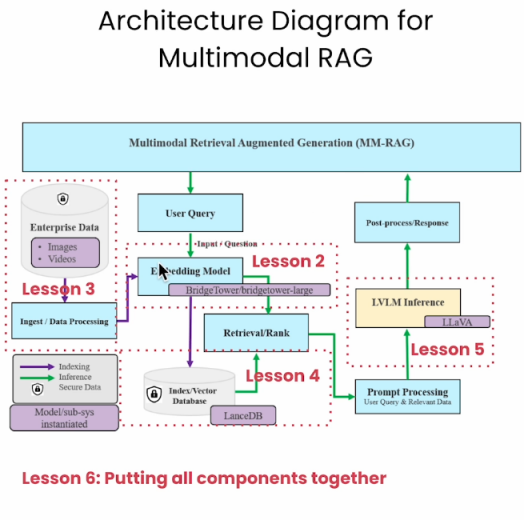 Architecture Diagram for
Multimodal RAG
Multimodal Retrieval Augmented Generation (MM-RAG)
Enterprise Data
• Images
• Videos
Lesson 3
Ingest / Data Processing
User Query
Input / Question
Embedding Model
Lesson 2
BridgeTower/bridgetower-large
Retrieval/Rank
Lesson 4
Index/Vector
Database
LanceDB
Post-process/Response
LVLM Inference
LLaVA
Lesson 5
Prompt Processing
User Query & Relevant Data
Indexing
Inference
Secure Data
Model/sub-sys
instantiated
Lesson 6: Putting all components together